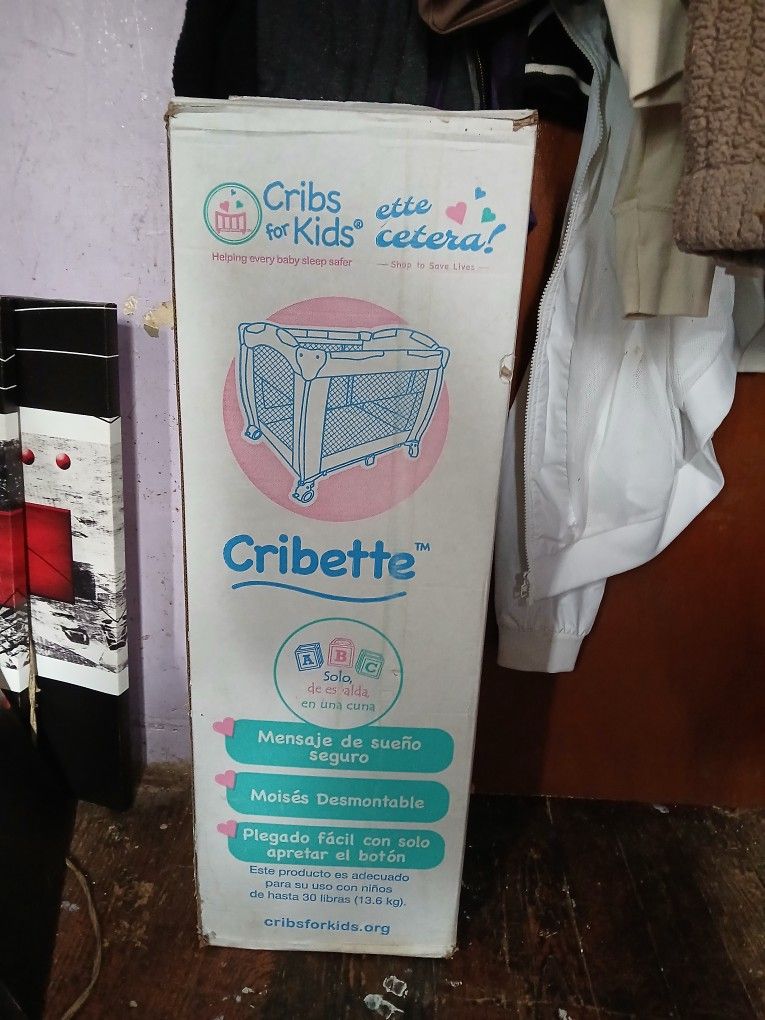 Cribs
for Kids®
Helping every baby sleep safer
ette
cetera!
Shop to Save Lives
Cribette™
A B C
Solo,
de es alda,
en una cuna
Mensaje de sueño
seguro
Moisés Desmontable
Plegado fácil con solo
apretar el botón
Este producto es adecuado
para su uso con niños
de hasta 30 libras (13.6 kg).
cribsforkids.org